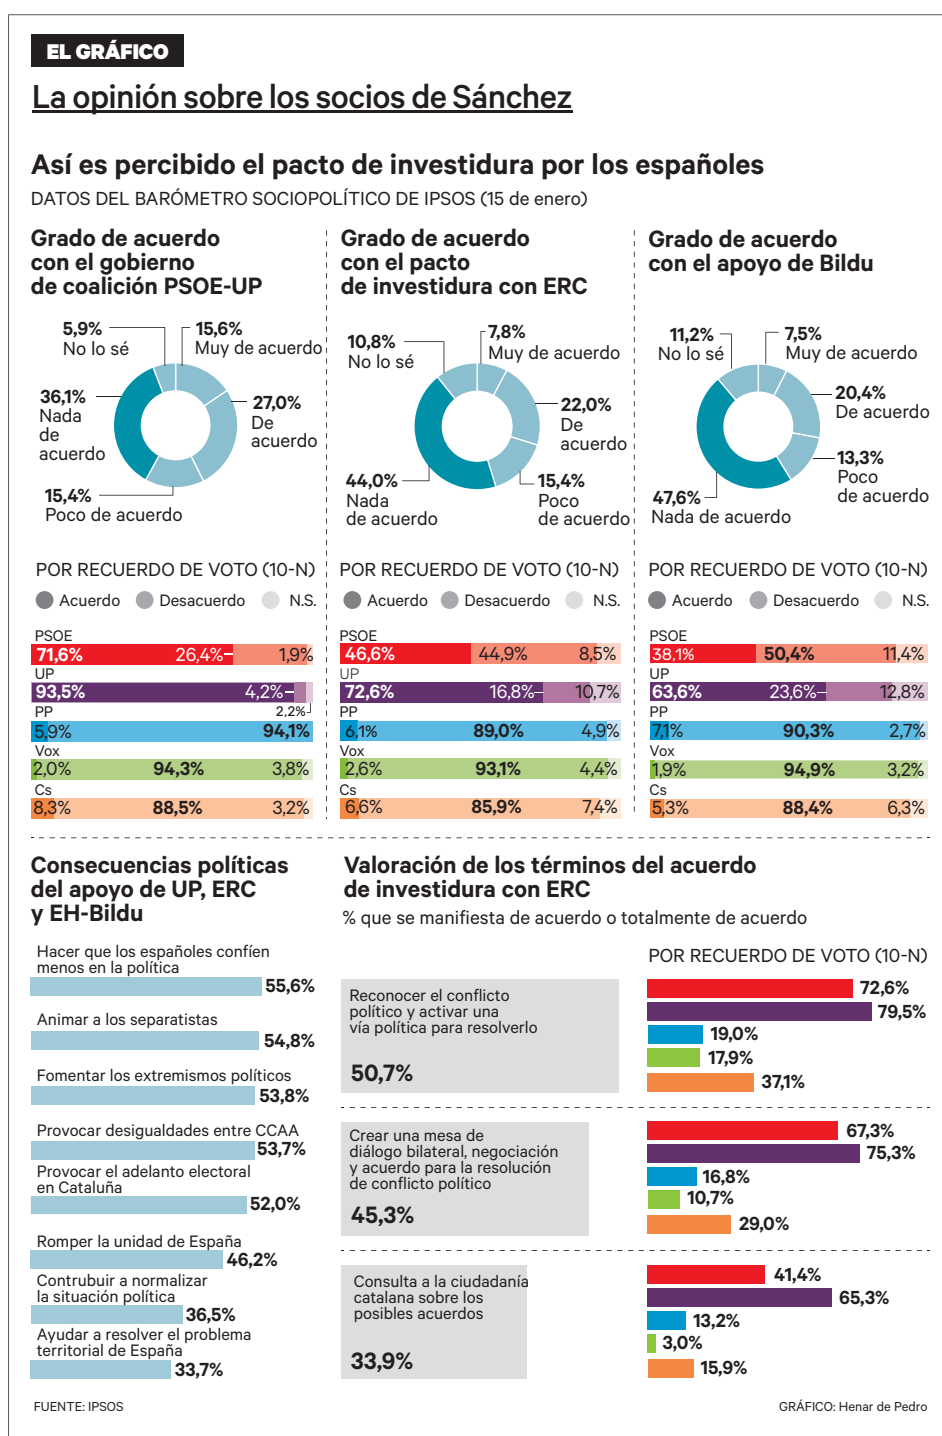 EL GRÁFICO
La opinión sobre los socios de Sánchez
Así es percibido el pacto de investidura por los españoles
DATOS DEL BARÓMETRO SOCIOPOLÍTICO DE IPSOS (15 de enero)
Grado de acuerdo
con el gobierno
de coalición PSOE-UP
5,9%
No lo sé
15,6%
Muy de acuerdo
36,1%
Nada
de
acuerdo
27,0%
De
acuerdo
15,4%
Poco de acuerdo
POR RECUERDO DE VOTO (10-N)
Acuerdo Desacuerdo N.S.
PSOE
71,6% 26,4% 1,9%
UP
93,5% 4,2%
2,2%
PP
5,9% 94,1%
Vox
2,0% 94,3% 3,8%
Cs
8,3% 88,5% 3,2%
Grado de acuerdo
con el pacto
de investidura con ERC
10,8%
No lo sé
7,8%
Muy de acuerdo
22,0%
De
acuerdo
44,0%
Nada
de acuerdo
15,4%
Poco
de acuerdo
POR RECUERDO DE VOTO (10-N)
Acuerdo Desacuerdo N.S.
PSOE
46,6% 44,9% 8,5%
UP
72,6% 16,8% 10,7%
PP
6,1% 89,0% 4,9%
Vox
2,6% 93,1% 4,4%
Cs
6,6% 85,9% 7,4%
Grado de acuerdo
con el apoyo de Bildu
11,2%
No lo sé
7,5%
Muy de acuerdo
20,4%
De acuerdo
13,3%
Poco
de acuerdo
47,6%
Nada de acuerdo
POR RECUERDO DE VOTO (10-N)
Acuerdo Desacuerdo N.S.
PSOE
38,1% 50,4% 11,4%
UP
63,6% 23,6% 12,8%
PP
7,1% 90,3% 2,7%
Vox
1,9% 94,9% 3,2%
Cs
5,3% 88,4% 6,3%
Consecuencias políticas
del apoyo de UP, ERC
y EH-Bildu
Hacer que los españoles confíen
menos en la política
55,6%
Animar a los separatistas
54,8%
Fomentar los extremismos políticos
53,8%
Provocar desigualdades entre CCAA
53,7%
Provocar el adelanto electoral
en Cataluña
52,0%
Romper la unidad de España
46,2%
Contrubuir a normalizar
la situación política
36,5%
Ayudar a resolver el problema
territorial de España
33,7%
Valoración de los términos del acuerdo
de investidura con ERC
% que se manifiesta de acuerdo o totalmente de acuerdo
POR RECUERDO DE VOTO (10-N)
Reconocer el conflicto
político y activar una
vía política para resolverlo
50,7%
72,6%
79,5%
19,0%
17,9%
37,1%
Crear una mesa de
diálogo bilateral, negociación
y acuerdo para la resolución
de conflicto político
45,3%
67,3%
75,3%
16,8%
10,7%
29,0%
Consulta a la ciudadanía
catalana sobre los
posibles acuerdos
33,9%
41,4%
65,3%
13,2%
3,0%
15,9%
FUENTE: IPSOS
GRÁFICO: Henar de Pedro